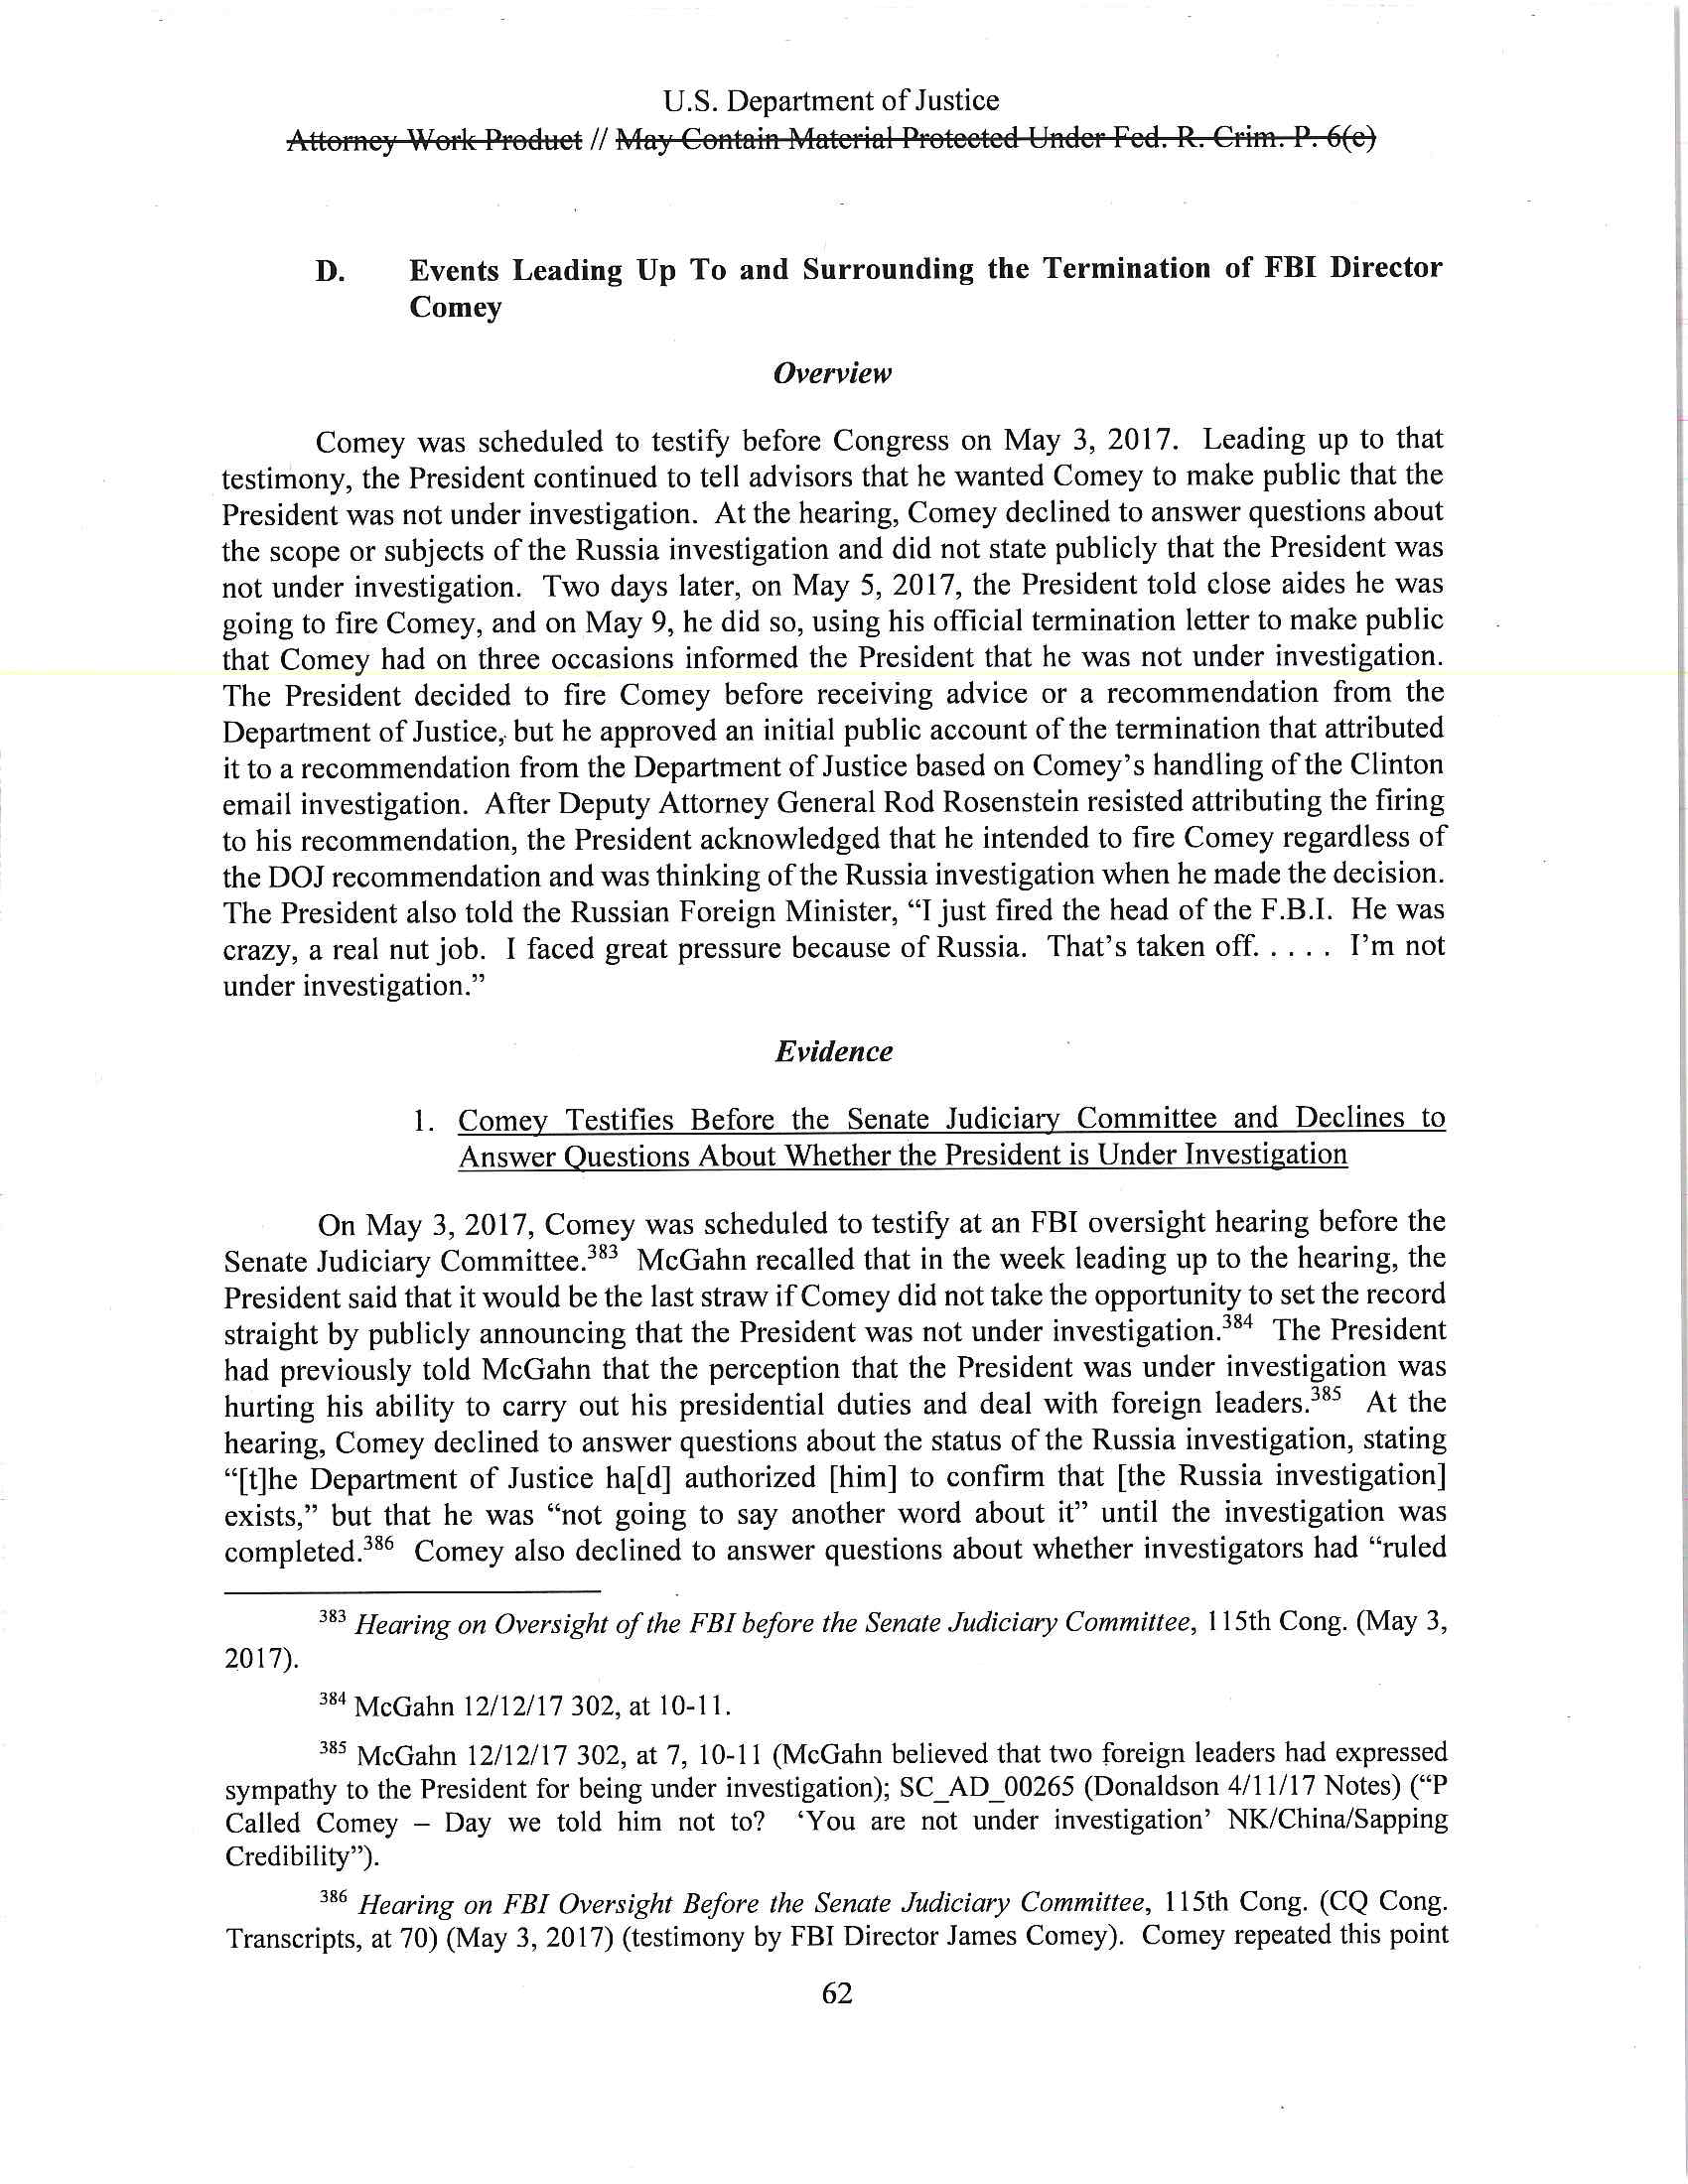 U.S. Department of Justice
Attorney Work Product // May Contain Material Protected Under Fed. R. Crim. P. 6(e)
D. Events Leading Up To and Surrounding the Termination of FBI Director
Comey
Overview
Comey was scheduled to testify before Congress on May 3, 2017. Leading up to that
testimony, the President continued to tell advisors that he wanted Comey to make public that the
President was not under investigation. At the hearing, Comey declined to answer questions about
the scope or subjects of the Russia investigation and did not state publicly that the President was
not under investigation. Two days later, on May 5, 2017, the President told close aides he was
going to fire Comey, and on May 9, he did so, using his official termination letter to make public
that Comey had on three occasions informed the President that he was not under investigation.
The President decided to fire Comey before receiving advice or a recommendation from the
Department of Justice, but he approved an initial public account of the termination that attributed
it to a recommendation from the Department of Justice based on Comey’s handling of the Clinton
email investigation. After Deputy Attorney General Rod Rosenstein resisted attributing the firing
to his recommendation, the President acknowledged that he intended to fire Comey regardless of
the DOJ recommendation and was thinking of the Russia investigation when he made the decision.
The President also told the Russian Foreign Minister, “I just fired the head of the F.B.I. He was
crazy, a real nut job. I faced great pressure because of Russia. That’s taken off. . . . . I’m not
under investigation.”
Evidence
1. Comey Testifies Before the Senate Judiciary Committee and Declines to
Answer Questions About Whether the President is Under Investigation
On May 3, 2017, Comey was scheduled to testify at an FBI oversight hearing before the
Senate Judiciary Committee.383 McGahn recalled that in the week leading up to the hearing, the
President said that it would be the last straw if Comey did not take the opportunity to set the record
straight by publicly announcing that the President was not under investigation.384 The President
had previously told McGahn that the perception that the President was under investigation was
hurting his ability to carry out his presidential duties and deal with foreign leaders.385 At the
hearing, Comey declined to answer questions about the status of the Russia investigation, stating
“[t]he Department of Justice ha[d] authorized [him] to confirm that [the Russia investigation]
exists,” but that he was “not going to say another word about it” until the investigation was
completed.386 Comey also declined to answer questions about whether investigators had “ruled
383 Hearing on Oversight of the FBI before the Senate Judiciary Committee, 115th Cong. (May 3,
2017).
384 McGahn 12/12/17 302, at 10-11.
385 McGahn 12/12/17 302, at 7, 10-11 (McGahn believed that two foreign leaders had expressed
sympathy to the President for being under investigation); SC_AD_00265 (Donaldson 4/11/17 Notes) (“P
Called Comey – Day we told him not to? ‘You are not under investigation’ NK/China/Sapping
Credibility”).
386 Hearing on FBI Oversight Before the Senate Judiciary Committee, 115th Cong. (CQ Cong.
Transcripts, at 70) (May 3, 2017) (testimony by FBI Director James Comey). Comey repeated this point
62